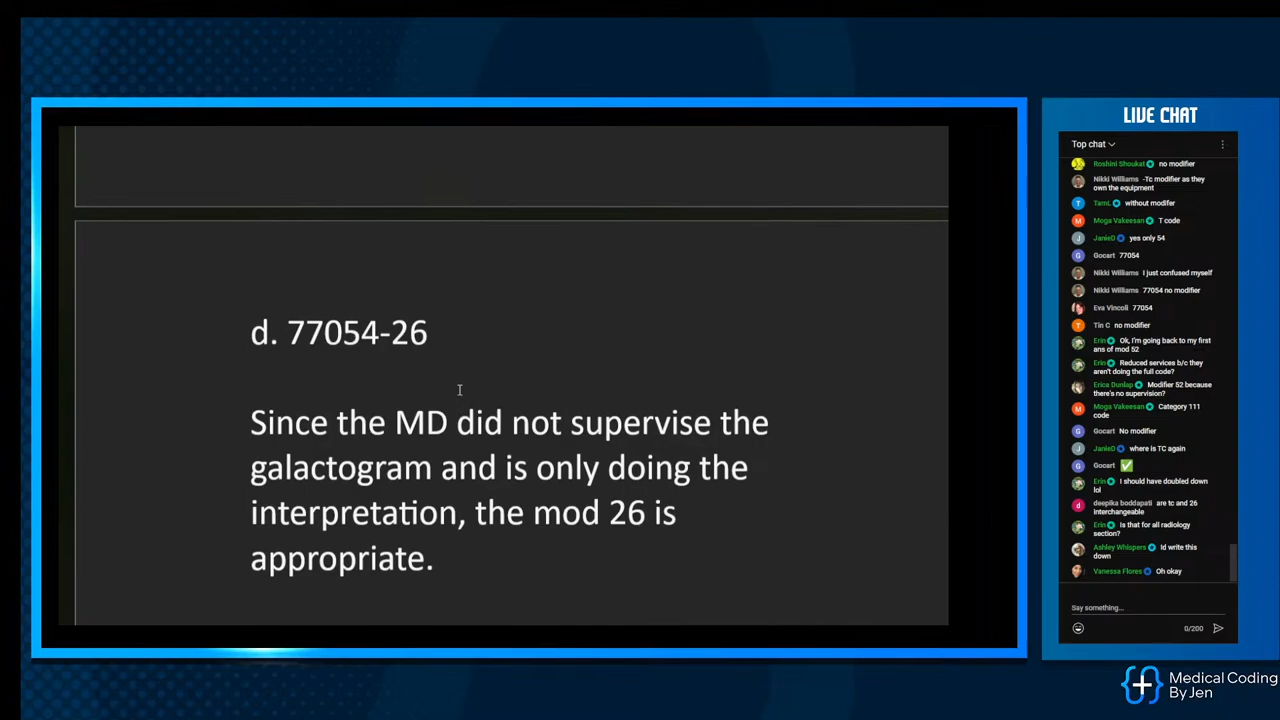 LIVE CHAT
Top chat
Roshini Shoukat no modifier
Nikki Williams -Tc modifier as they
own the equipment
TamL without modifer
Moga Vakeesan T code
JanieD yes only 54
Gocart 77054
Nikki Williams I just confused myself
Nikki Williams 77054 no modifier
Eva Vincoli 77054
Tin C no modifier
Erin Ok, I'm going back to my first
ans of mod 52
Erin Reduced services b/c they
aren't doing the full code?
Erica Dunlap Modifier 52 because
there's no supervision?
Moga Vakeesan Category 111
code
Gocart No modifier
JanieD where is TC again
Gocart ✅
Erin I should have doubled down
lol
deepika boddapati are tc and 26
interchangeable
Erin Is that for all radiology
section?
Ashley Whispers Id write this
down
Vanessa Flores Oh okay
Say something...
0/200
d. 77054-26
Since the MD did not supervise the
galactogram and is only doing the
interpretation, the mod 26 is
appropriate.
Medical Coding
By Jen